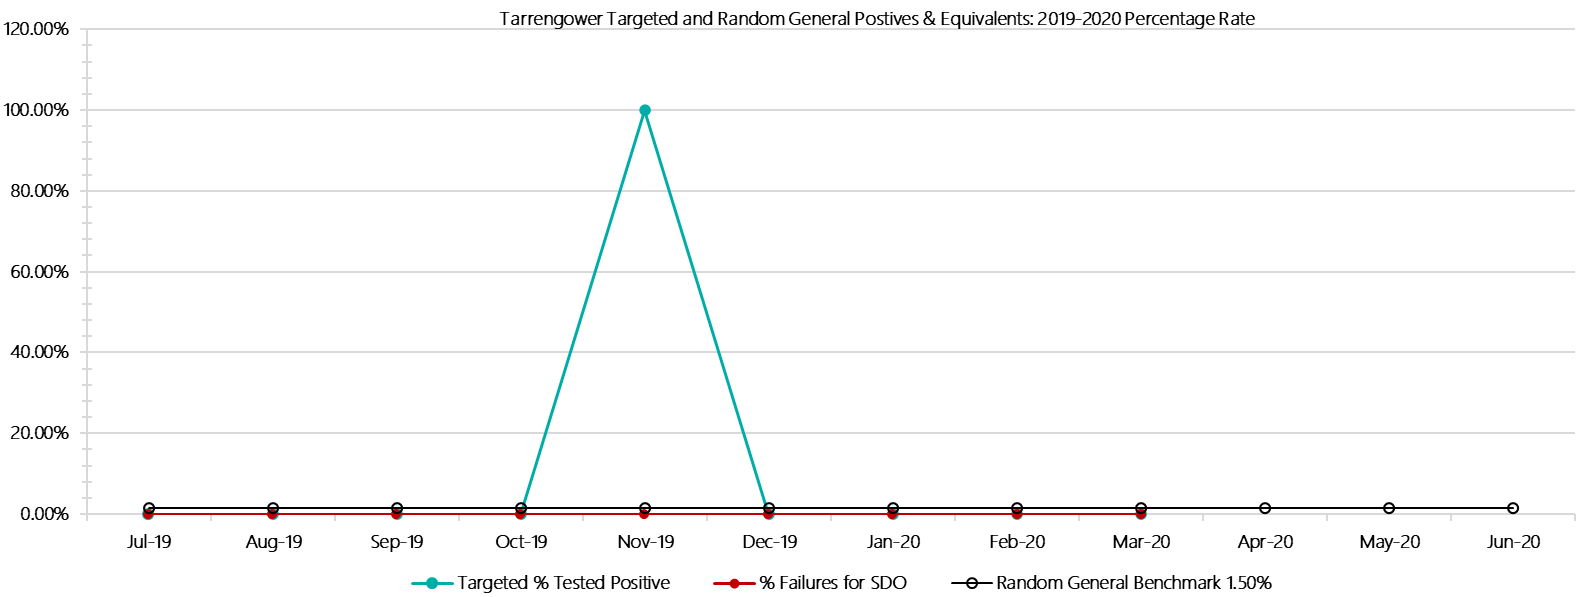 Tarrengower Targeted and Random General Postives & Equivalents: 2019-2020 Percentage Rate
120.00%
100.00%
80.00%
60.00%
40.00%
20.00%
0.00%
Jul-19 Aug-19 Sep-19 Oct-19 Nov-19 Dec-19 Jan-20 Feb-20 Mar-20 Apr-20 May-20 Jun-20
Targeted % Tested Positive % Failures for SDO Random General Benchmark 1.50%